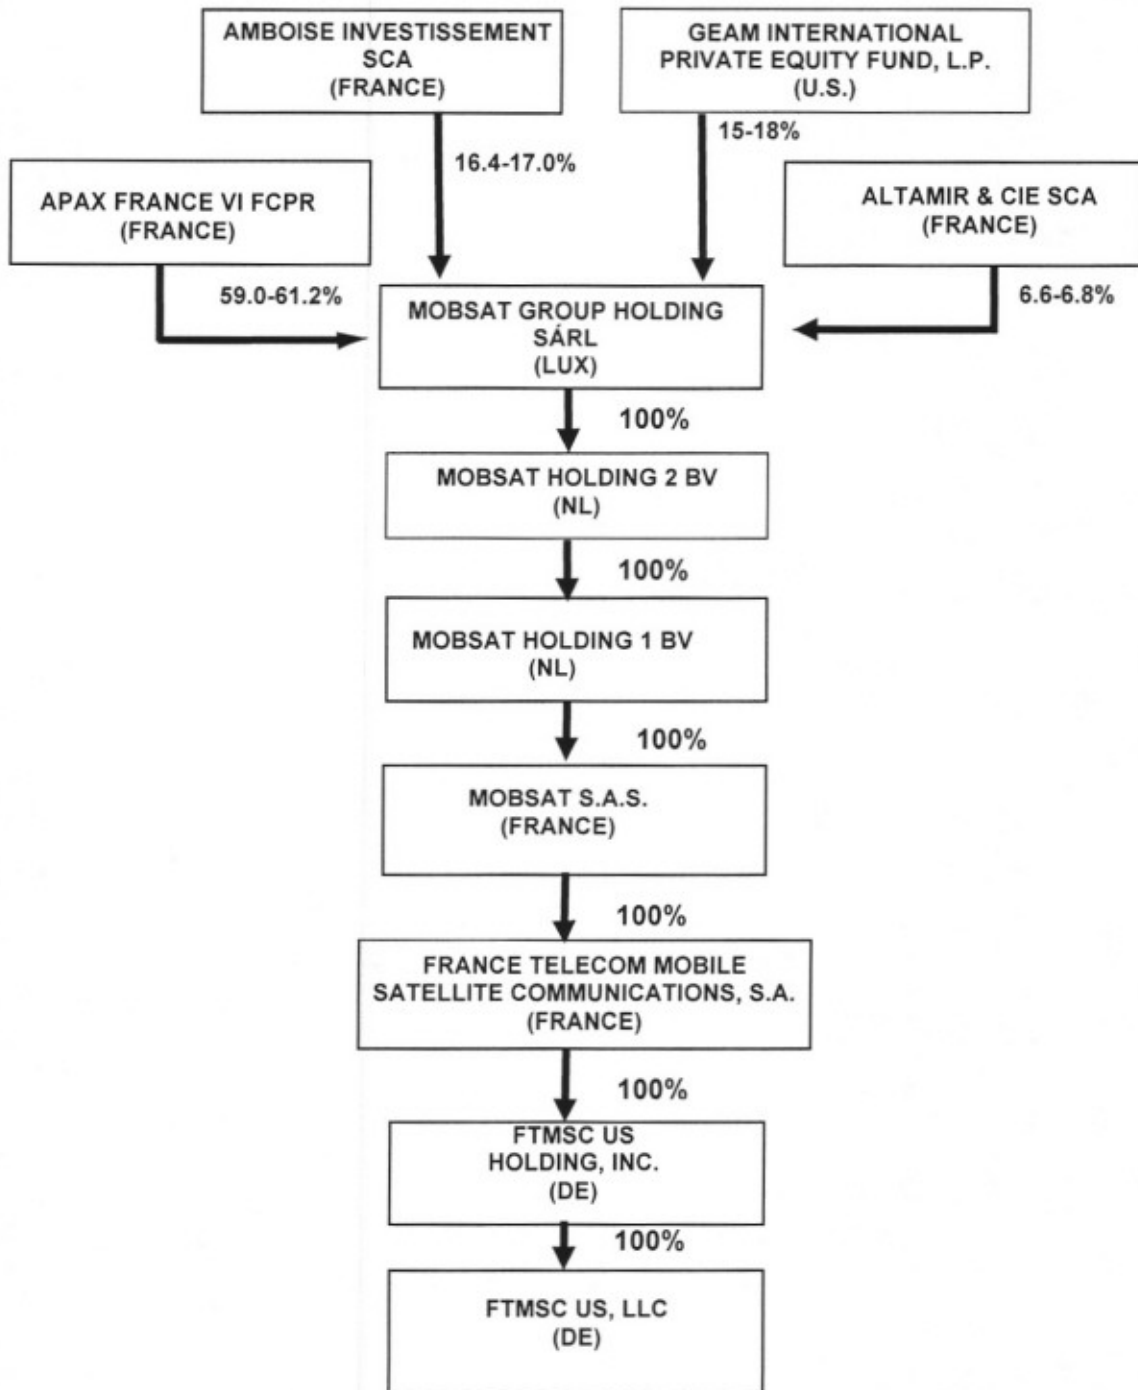 AMBOISE INVESTISSEMENT
SCA
(FRANCE)
GEAM INTERNATIONAL
PRIVATE EQUITY FUND, L.P.
(U.S.)
16.4-17.0%
15-18%
APAX FRANCE VI FCPR
(FRANCE)
ALTAMIR & CIE SCA
(FRANCE)
59.0-61.2%
6.6-6.8%
MOBSAT GROUP HOLDING
SÁRL
(LUX)
100%
MOBSAT HOLDING 2 BV
(NL)
100%
MOBSAT HOLDING 1 BV
(NL)
100%
MOBSAT S.A.S.
(FRANCE)
100%
FRANCE TELECOM MOBILE
SATELLITE COMMUNICATIONS, S.A.
(FRANCE)
100%
FTMSC US
HOLDING, INC.
(DE)
100%
FTMSC US, LLC
(DE)